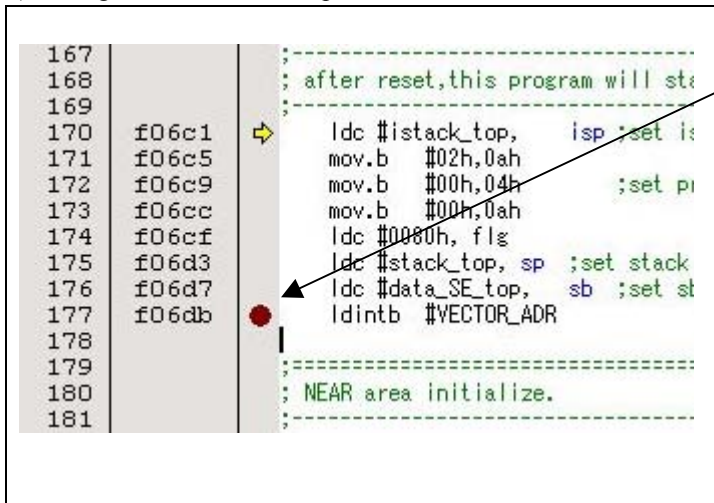 167 ;------------------------------------
168 ; after reset,this program will sta
169 ;------------------------------------
170 f06c1 ldc #istack_top, isp ;set is
171 f06c5 mov.b #02h,0ah
172 f06c9 mov.b #00h,04h ;set pr
173 f06cc mov.b #00h,0ah
174 f06cf ldc #0080h, flg
175 f06d3 ldc #stack_top, sp ;set stack
176 f06d7 ldc #data_SE_top, sb ;set sb
177 f06db ldintb #VECTOR_ADR
178
179 ;====================================
180 ; NEAR area initialize.
181 ;------------------------------------